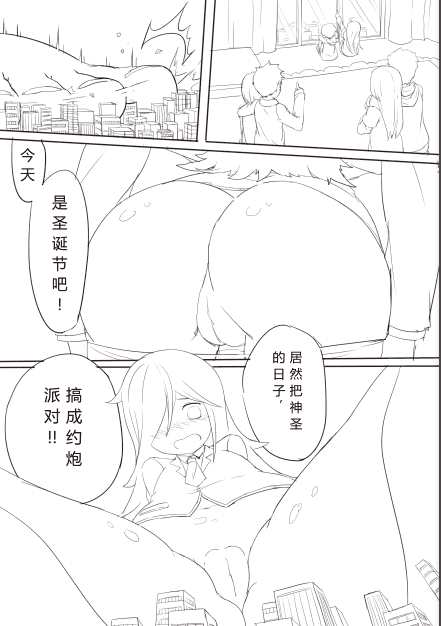 今天
是圣诞节吧！
居然把神圣
的日子，
搞成约炮
派对！！